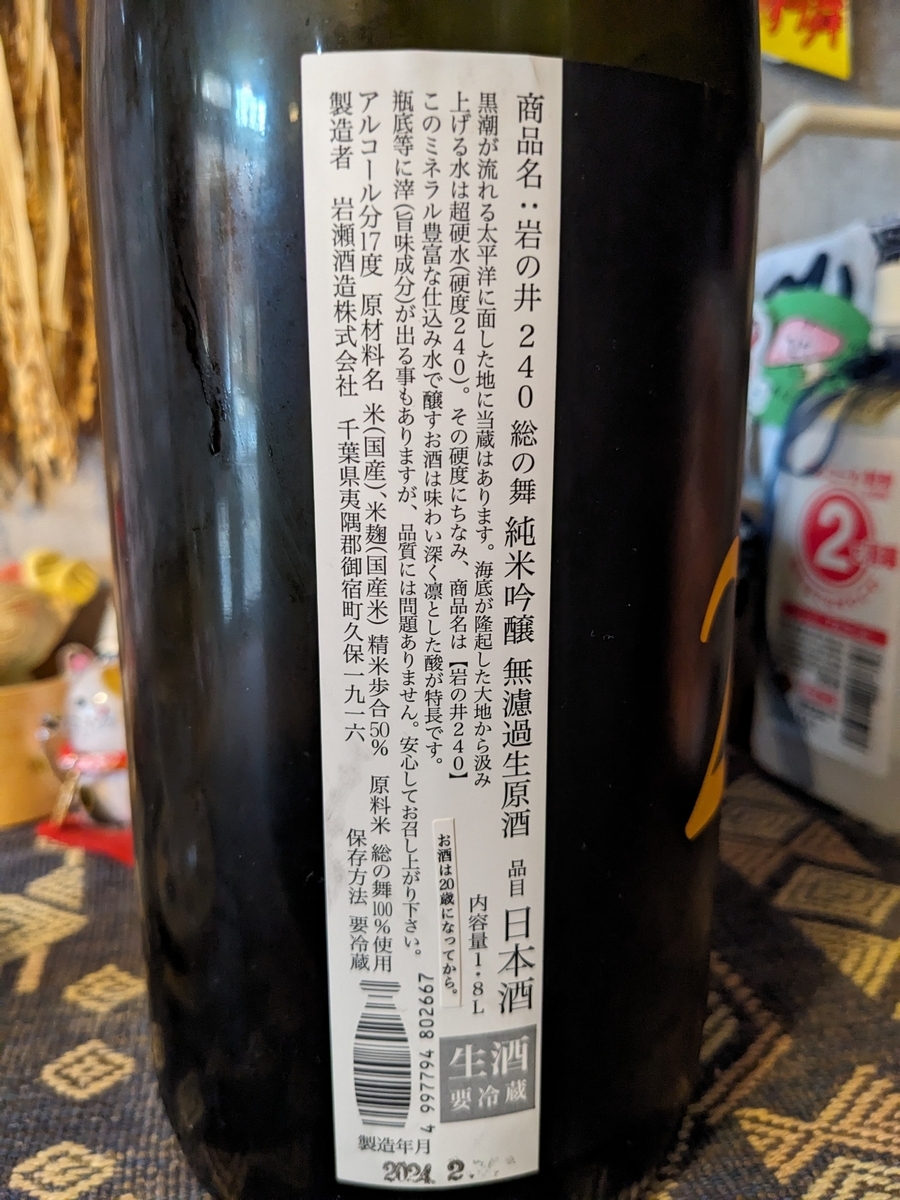 商品名：岩の井 240 総の舞 純米吟醸 無濾過生原酒 品目 日本酒
黒潮が流れる太平洋に面した地に当蔵はあります。海底が隆起した大地から汲み
上げる水は超硬水(硬度240)。その硬度にちなみ、商品名は【岩の井240】
このミネラル豊富な仕込み水で醸すお酒は味わい深く凛とした酸が特長です。
瓶底等に滓(旨味成分)が出る事もありますが、品質には問題ありません。安心してお召し上がり下さい。
アルコール分17度 原材料名 米(国産)、米麹(国産米) 精米歩合50% 原料米 総の舞100%使用
製造者 岩瀬酒造株式会社 千葉県夷隅郡御宿町久保一九一六 保存方法 要冷蔵
内容量1・8L
お酒は20歳になってから。
生酒
要冷蔵
4 997794 802667
製造年月
2024. 2.
2